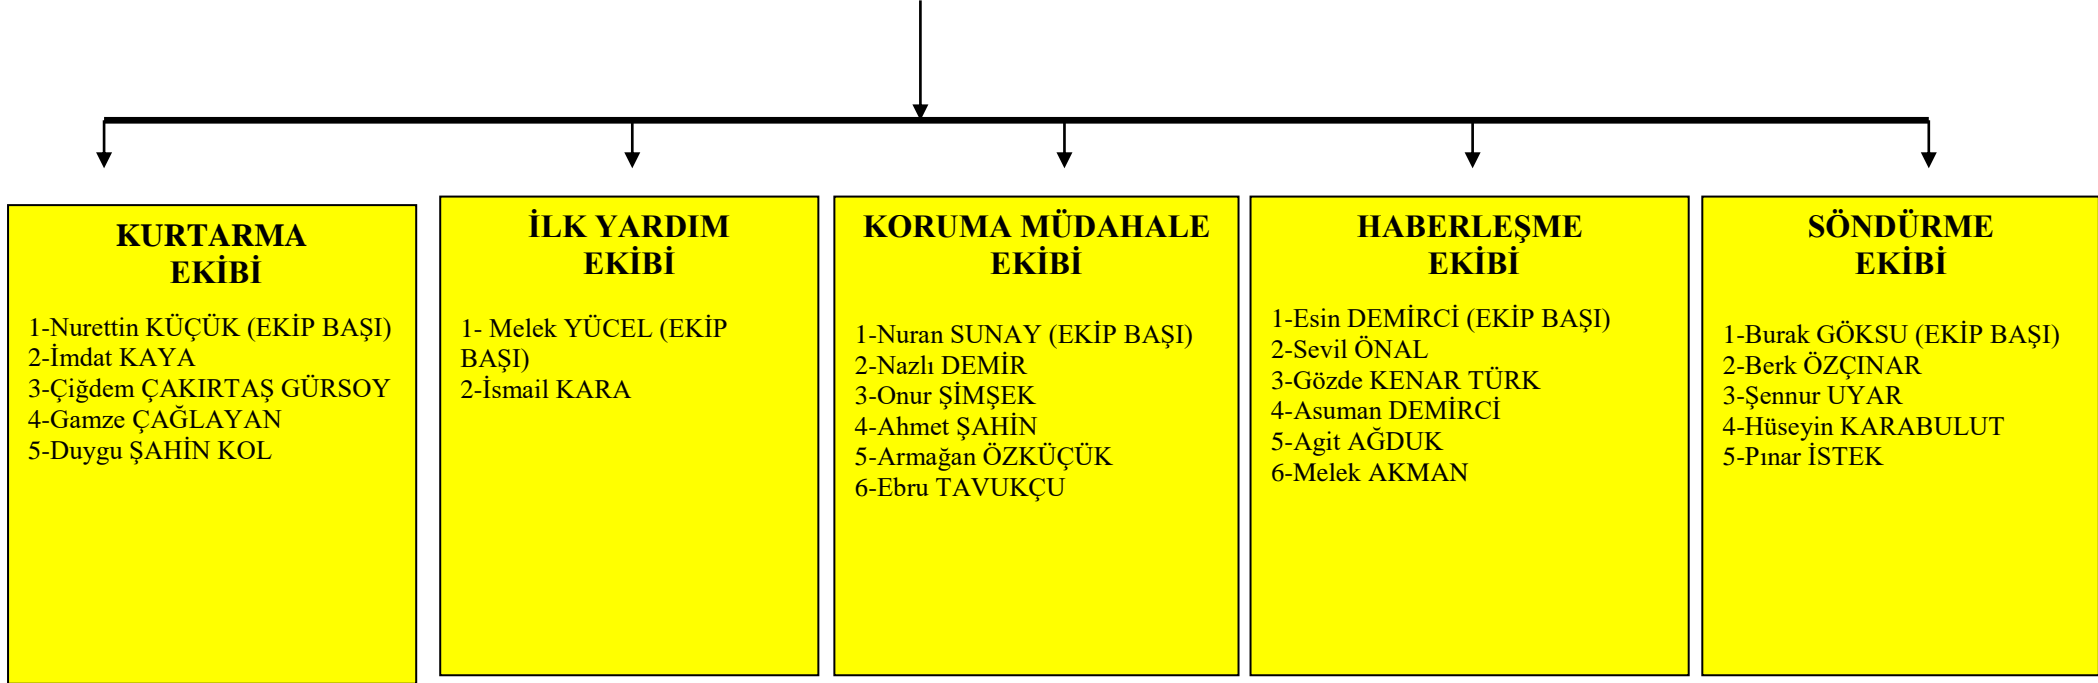 KURTARMA
EKİBİ
1-Nurettin KÜÇÜK (EKİP BAŞI)
2-İmdat KAYA
3-Çiğdem ÇAKIRTAŞ GÜRSOY
4-Gamze ÇAĞLAYAN
5-Duygu ŞAHİN KOL
İLK YARDIM
EKİBİ
1- Melek YÜCEL (EKİP
BAŞI)
2-İsmail KARA
KORUMA MÜDAHALE
EKİBİ
1-Nuran SUNAY (EKİP BAŞI)
2-Nazlı DEMİR
3-Onur ŞİMŞEK
4-Ahmet ŞAHİN
5-Armağan ÖZKÜÇÜK
6-Ebru TAVUKÇU
HABERLEŞME
EKİBİ
1-Esin DEMİRCİ (EKİP BAŞI)
2-Sevil ÖNAL
3-Gözde KENAR TÜRK
4-Asuman DEMİRCİ
5-Agit AĞDUK
6-Melek AKMAN
SÖNDÜRME
EKİBİ
1-Burak GÖKSU (EKİP BAŞI)
2-Berk ÖZÇINAR
3-Şennur UYAR
4-Hüseyin KARABULUT
5-Pınar İSTEK